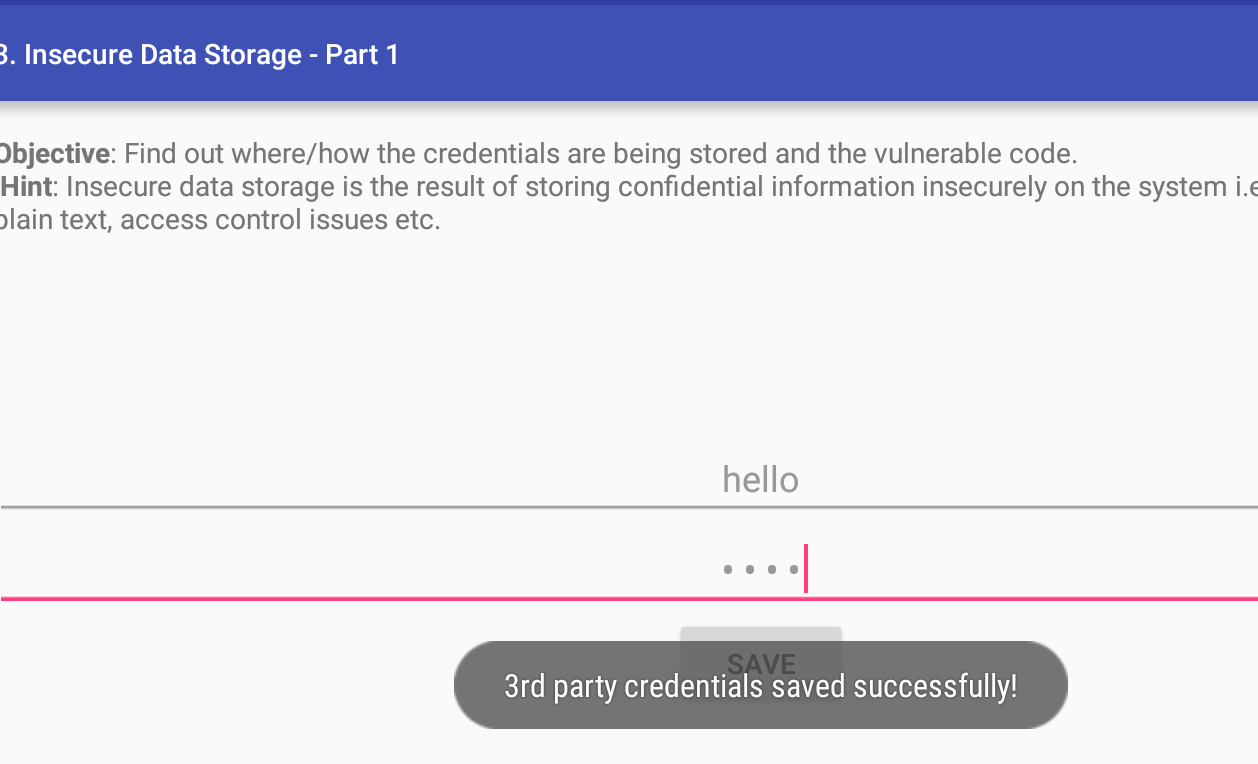 3. Insecure Data Storage - Part 1
Objective: Find out where/how the credentials are being stored and the vulnerable code.
Hint: Insecure data storage is the result of storing confidential information insecurely on the system i.e
plain text, access control issues etc.
hello
••••
SAVE
3rd party credentials saved successfully!